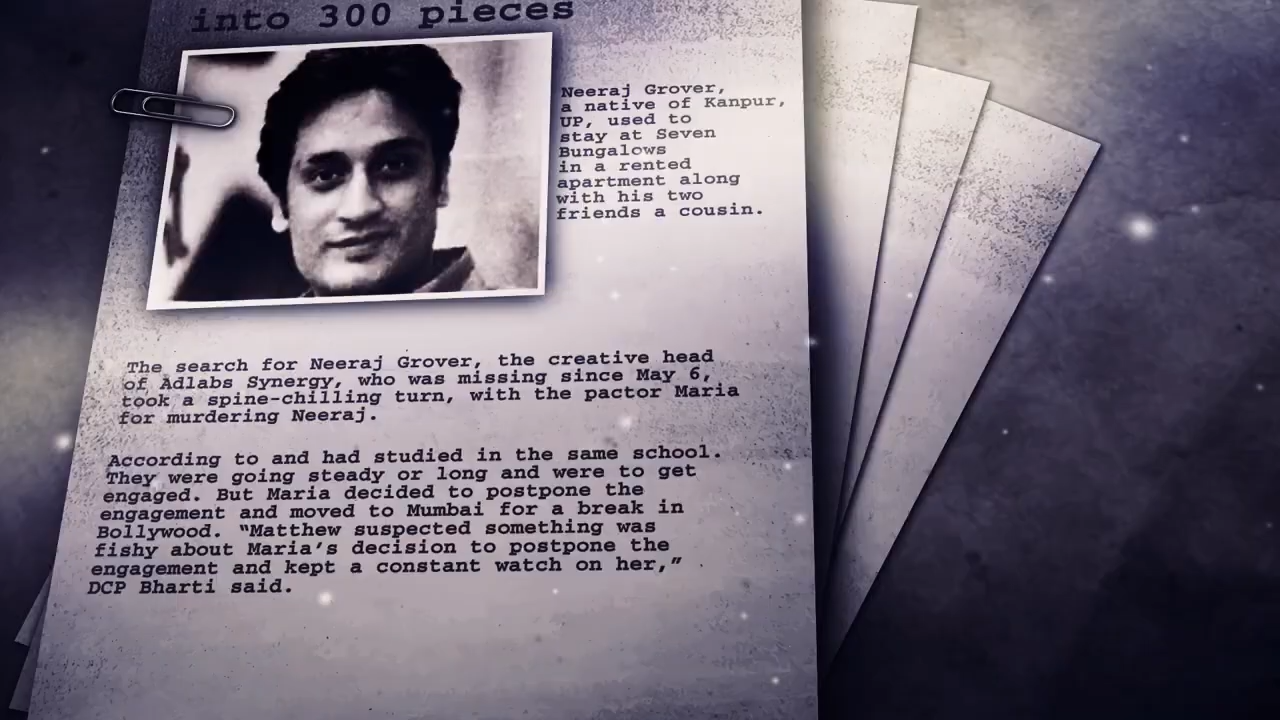 into 300 pieces
Neeraj Grover,
a native of Kanpur,
UP, used to
stay at Seven
Bungalows
in a rented
apartment along
with his two
friends a cousin.
The search for Neeraj Grover, the creative head
of Adlabs Synergy, who was missing since May 6,
took a spine-chilling turn, with the pactor Maria
for murdering Neeraj.
According to and had studied in the same school.
They were going steady or long and were to get
engaged. But Maria decided to postpone the
engagement and moved to Mumbai for a break in
Bollywood. “Matthew suspected something was
fishy about Maria’s decision to postpone the
engagement and kept a constant watch on her,”
DCP Bharti said.